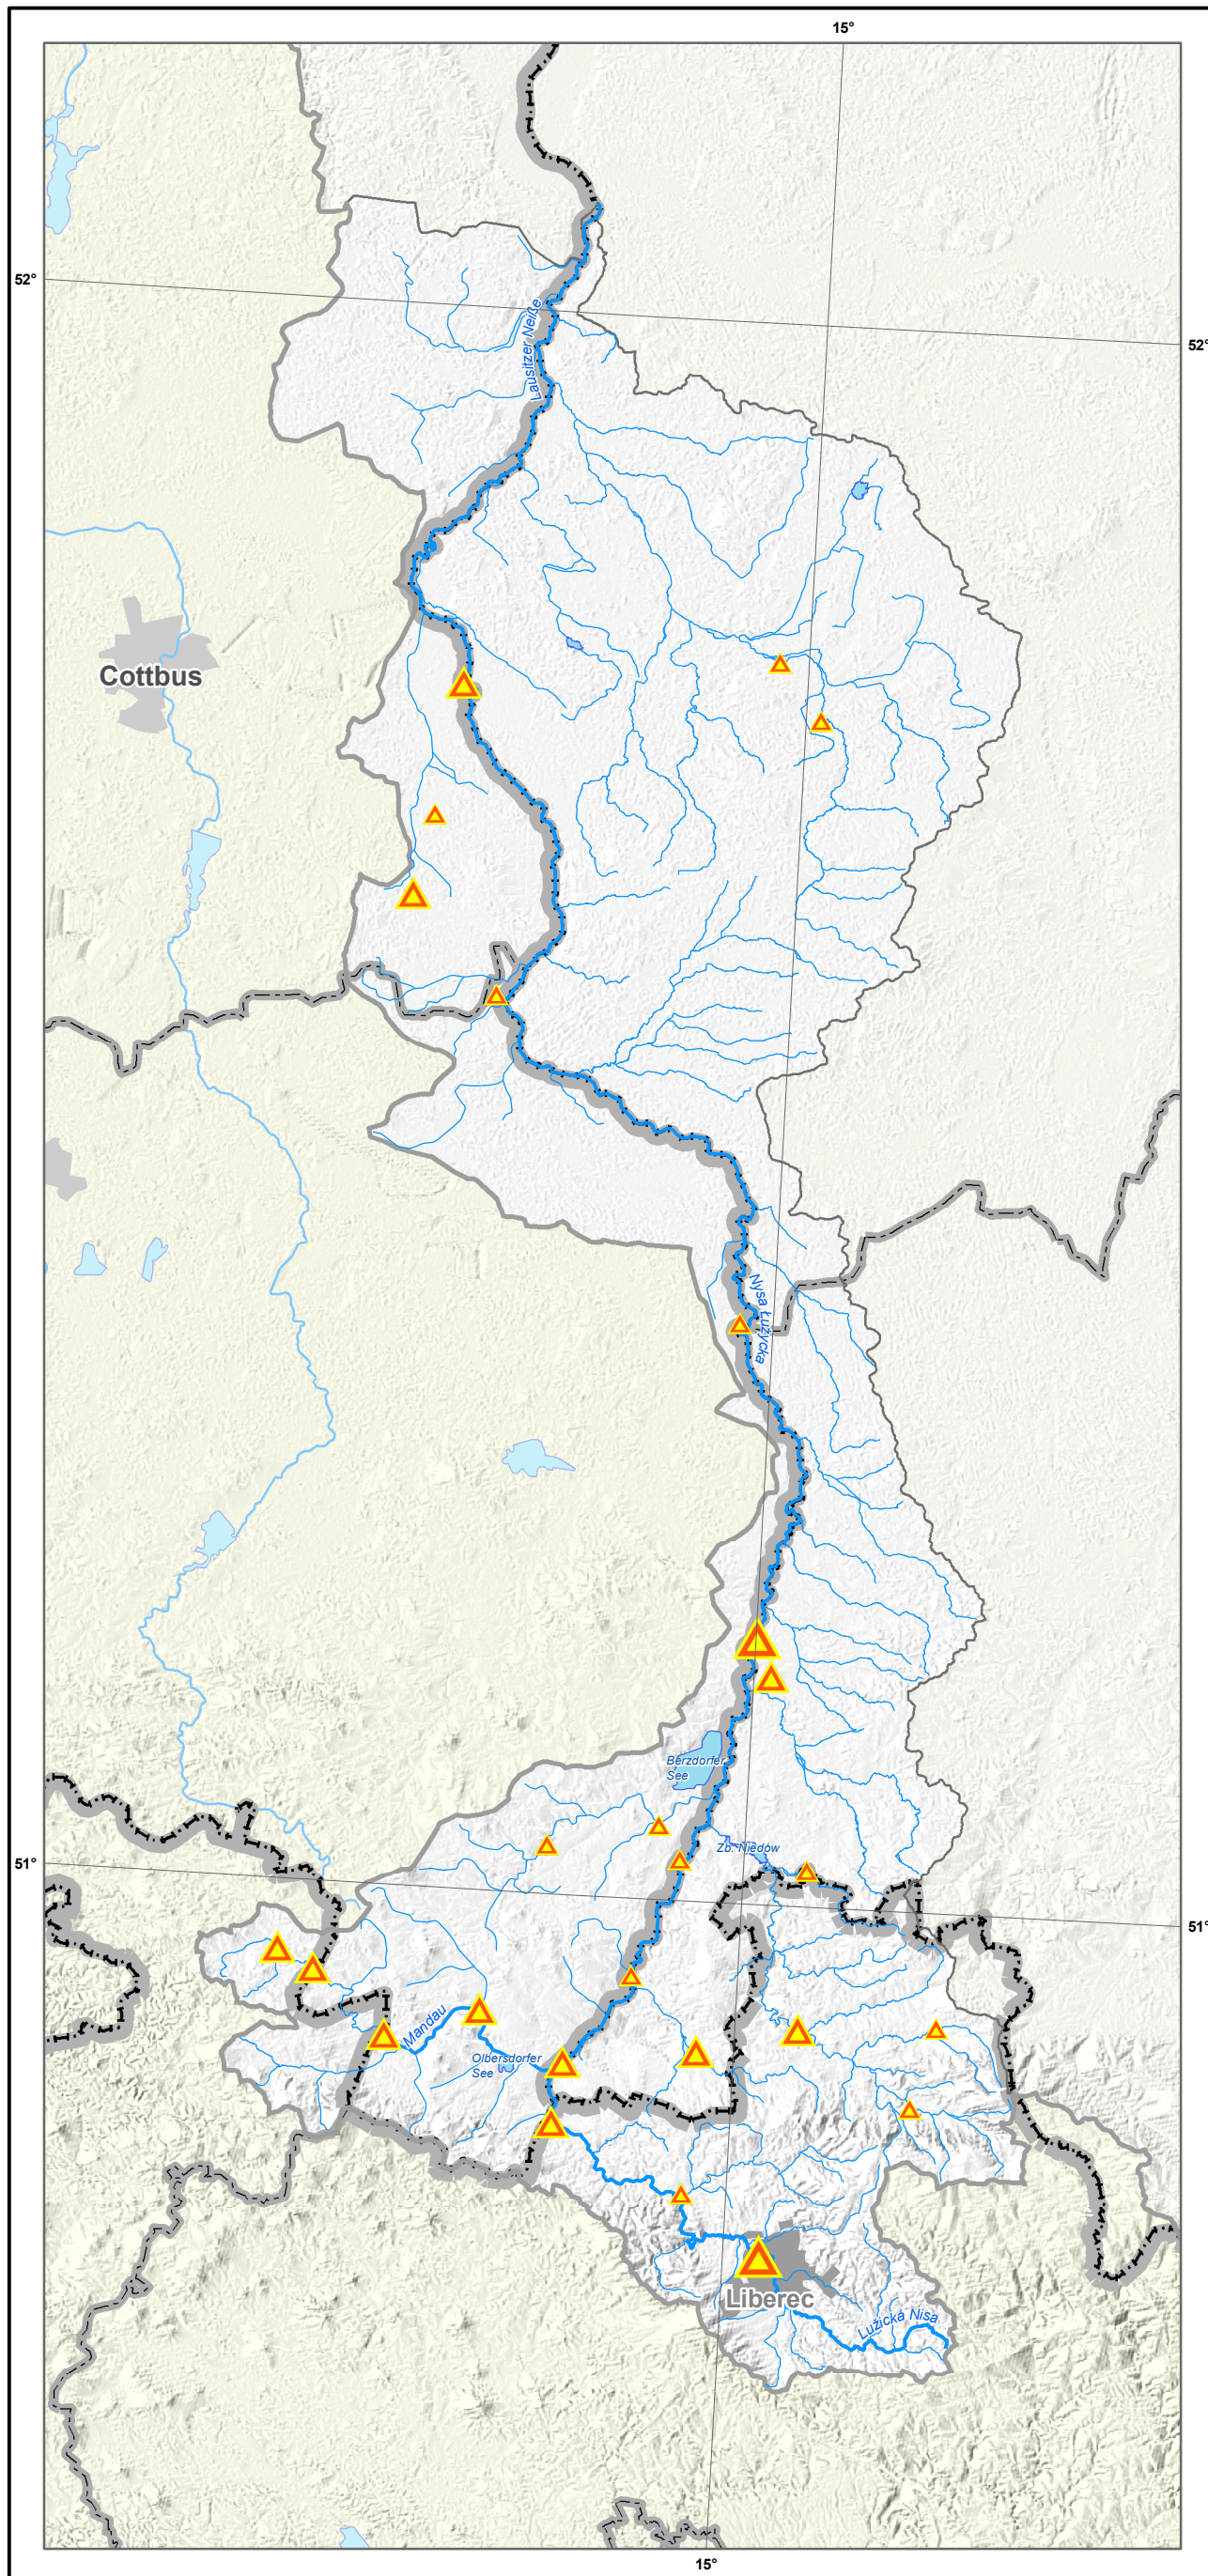 15°
52°
Lausitzer Neiße
52°
Cottbus
Nysa Łużycka
Berzdorfer
See
Zb. Niedów
51°
51°
Mandau
Olbersdorfer
See
Liberec
Lužická Nisa
15°